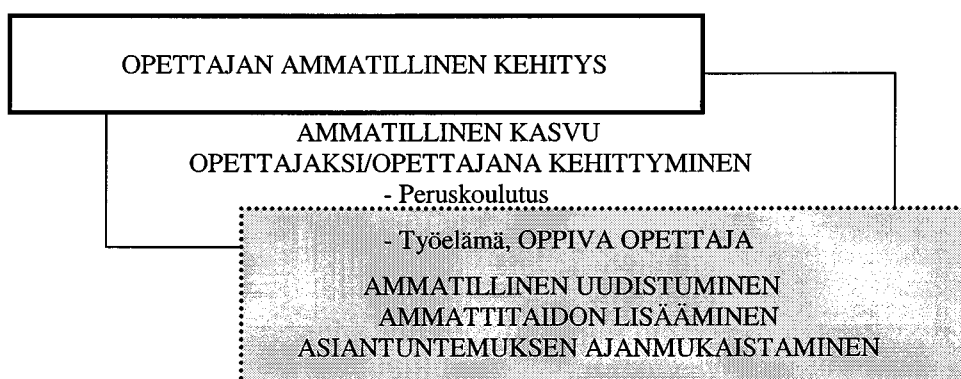 OPETTAJAN AMMATILLINEN KEHITYS
AMMATILLINEN KASVU
OPETTAJAKSI/OPETTAJANA KEHITTYMINEN
- Peruskoulutus
- Työelämä, OPPIVA OPETTAJA
AMMATILLINEN UUDISTUMINEN
AMMATTITAIDON LISÄÄMINEN
ASIANTUNTEMUKSEN AJANMUKAISTAMINEN